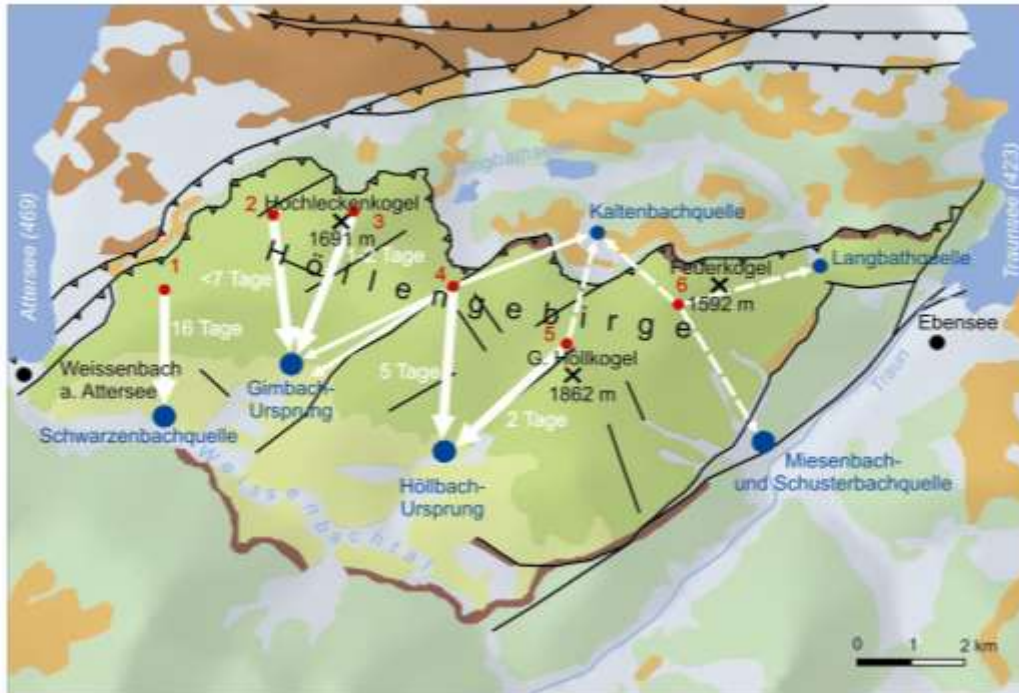 Attersee (469)
Traunsee (423)
Kaltenbachquelle
2
Hochleckenkogel
3
1691 m
1
4
Langbathquelle
Feuerkogel
6
1592 m
<7 Tage
Tage
Höllengebirge
16 Tage
5
Ebensee
G. Höllkogel
1862 m
Weissenbach
a. Attersee
Gimbach-
Ursprung
5 Tage
2 Tage
Traun
Schwarzenbachquelle
Weissenbachtal
Höllbach-
Ursprung
Miesenbach-
und Schusterbachquelle
0 1 2 km